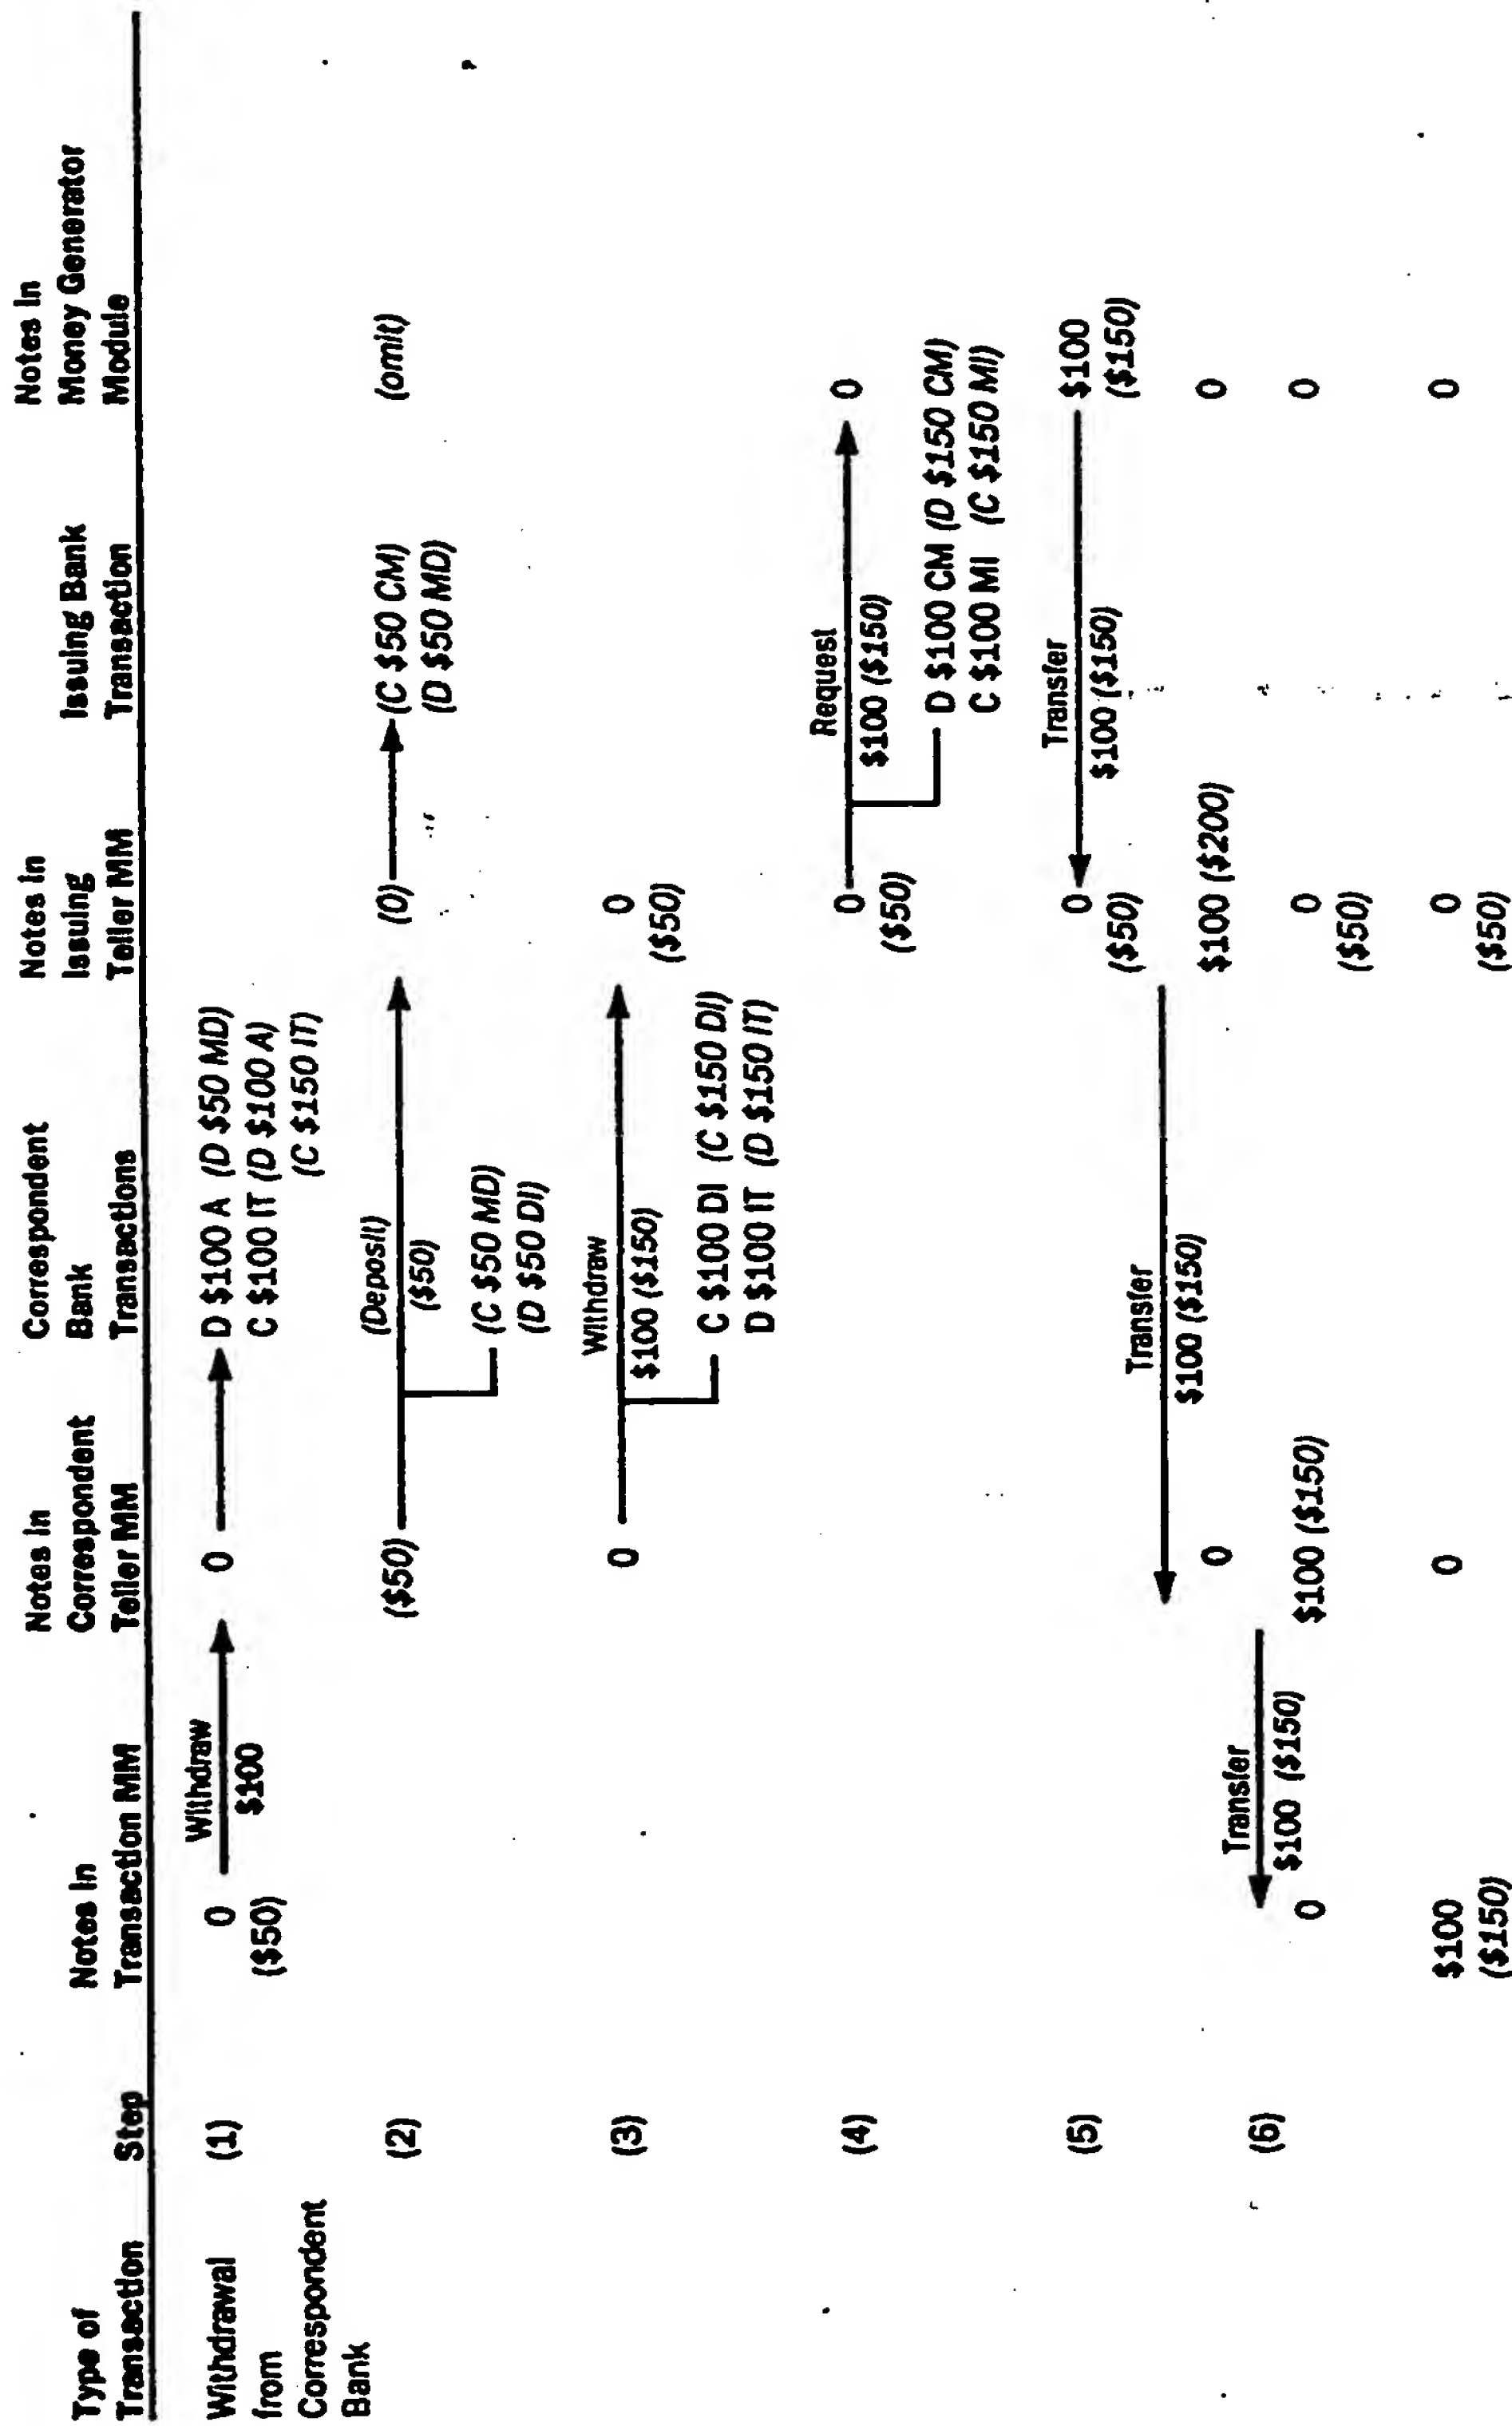 Type of
Transaction
Step
Notes In
Transaction MM
Notes In
Correspondent
Teller MM
Correspondent
Bank
Transactions
Notes In
Issuing
Teller MM
Issuing Bank
Transaction
Notes In
Money Generator
Module
Withdrawal
from
Correspondent
Bank
(1)
0
($50)
Withdraw
$100
0
D $100 A (D $50 MD)
C $100 IT (D $100 A)
(C $150 IT)
(2)
($50)
(Deposit)
($50)
(C $50 MD)
(D $50 DI)
(0)
(C $50 CM)
(D $50 MD)
(omit)
(3)
0
Withdraw
$100 ($150)
C $100 DI (C $150 DI)
D $100 IT (D $150 IT)
0
($50)
(4)
0
($50)
Request
$100 ($150)
D $100 CM (D $150 CM)
C $100 MI (C $150 MI)
0
(5)
0
($50)
Transfer
$100 ($150)
$100
($150)
Transfer
$100 ($150)
0
$100 ($200)
0
(6)
Transfer
$100 ($150)
0
$100 ($150)
0
($50)
0
$100
($150)
0
0
($50)
0